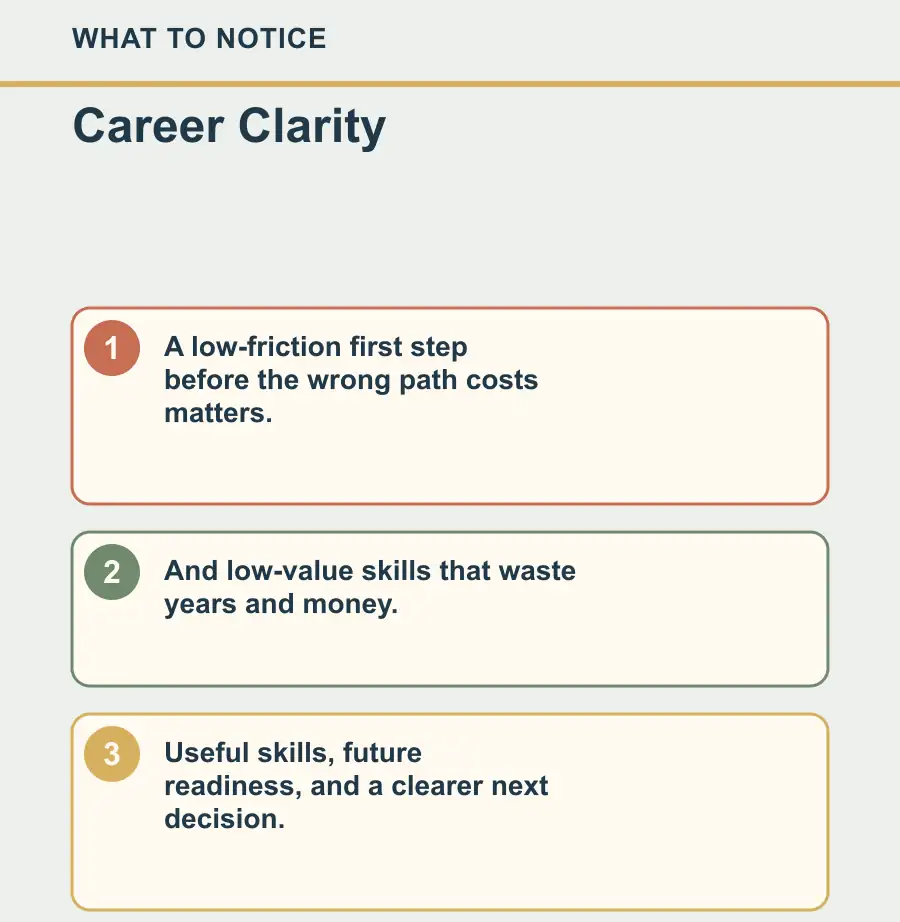 WHAT TO NOTICE
Career Clarity
1
A low-friction first step
before the wrong path costs
matters.
2
And low-value skills that waste
years and money.
3
Useful skills, future
readiness, and a clearer next
decision.